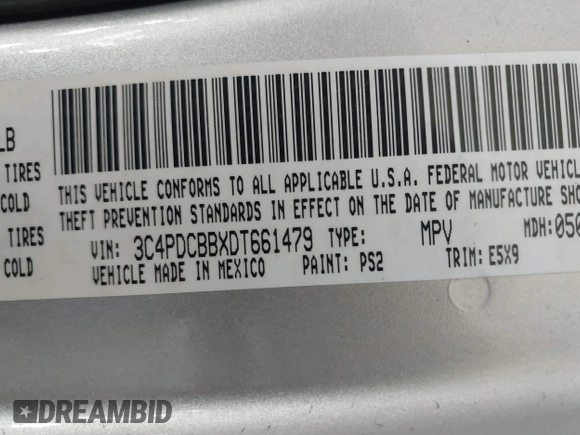 LB
TIRES
COLD
TIRES
COLD
THIS VEHICLE CONFORMS TO ALL APPLICABLE U.S.A. FEDERAL MOTOR VEHICL
THEFT PREVENTION STANDARDS IN EFFECT ON THE DATE OF MANUFACTURE SHO
VIN: 3C4PDCBBXDT661479 TYPE: MPV MDH:050
VEHICLE MADE IN MEXICO PAINT: PS2 TRIM: E5X9
DREAMBID